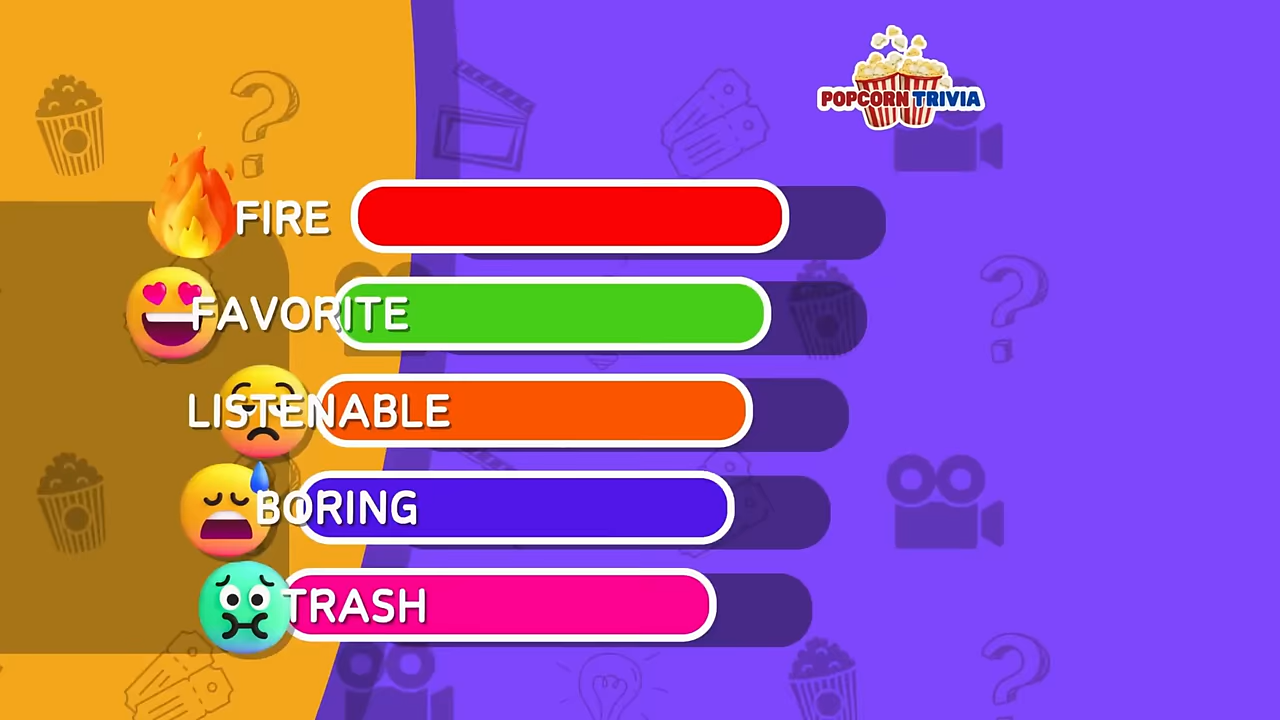 POPCORN TRIVIA
FIRE
FAVORITE
LISTENABLE
BORING
TRASH